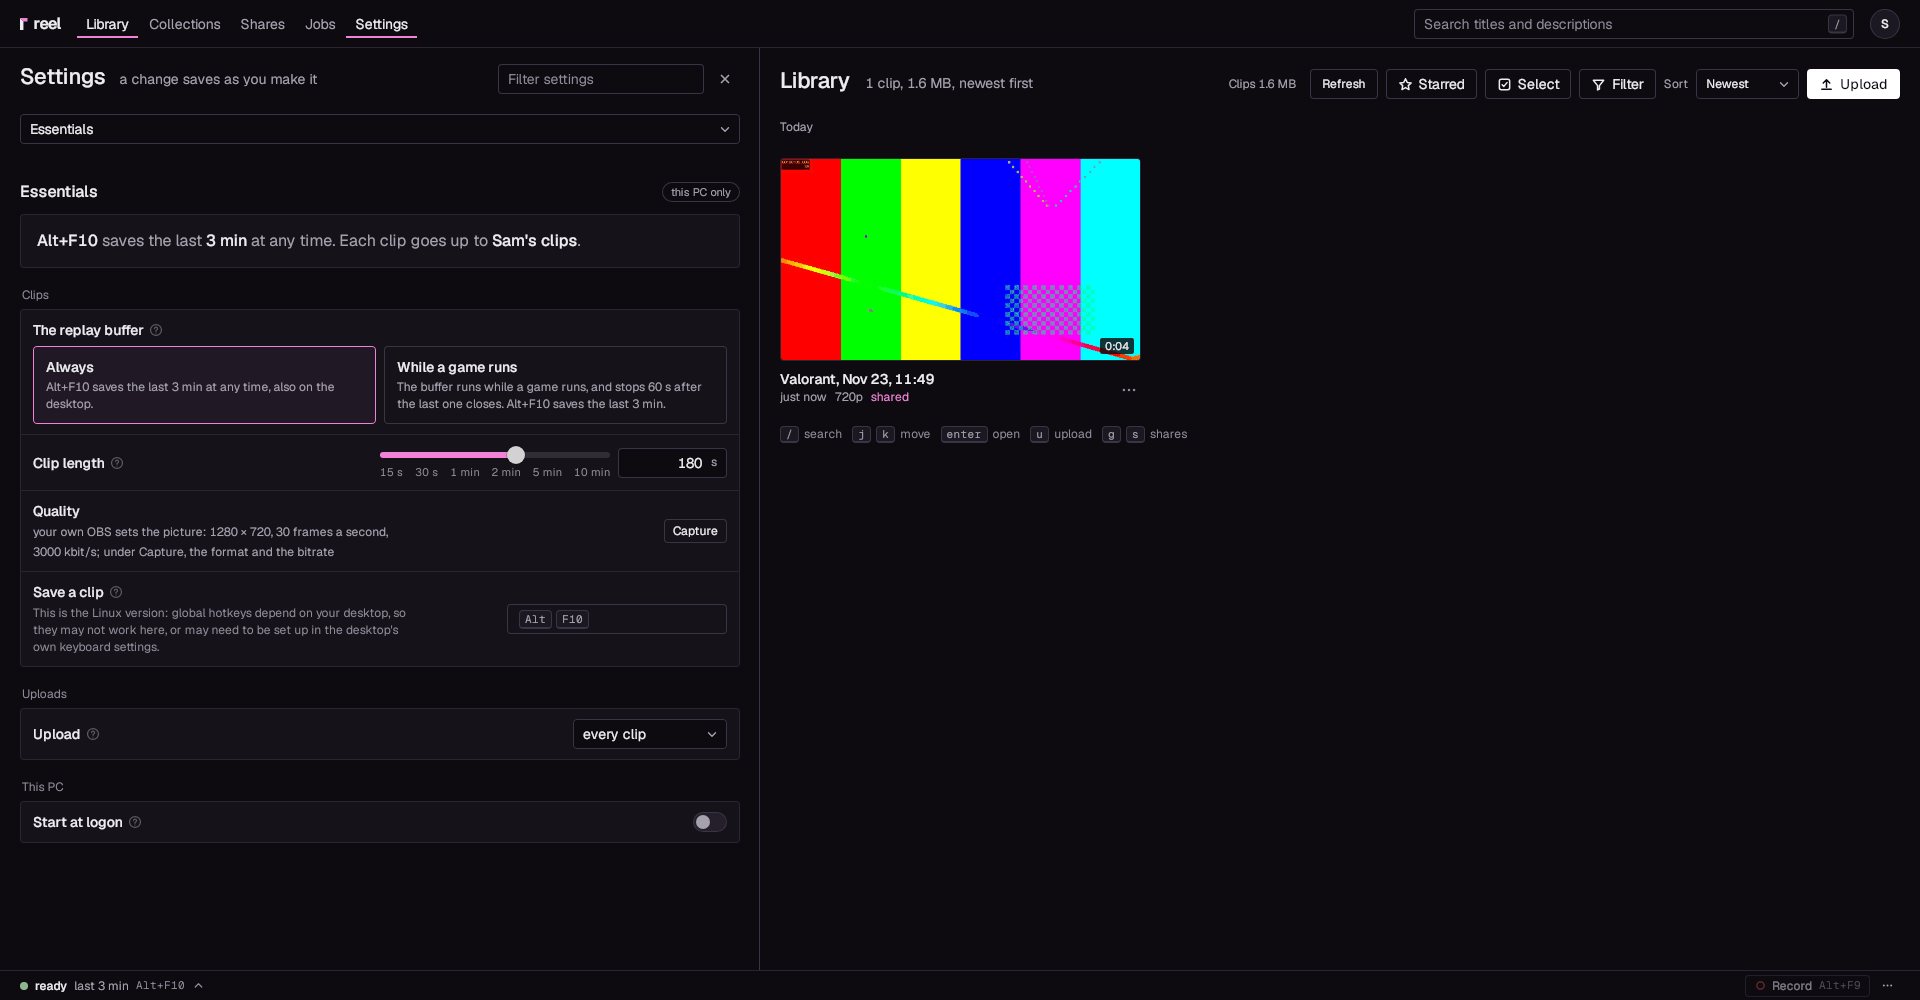 reel Library Collections Shares Jobs Settings Search titles and descriptions / S
Settings a change saves as you make it Filter settings
Essentials
Essentials this PC only
Alt+F10 saves the last 3 min at any time. Each clip goes up to Sam's clips.
Clips
The replay buffer ?
Always
Alt+F10 saves the last 3 min at any time, also on the
desktop.
While a game runs
The buffer runs while a game runs, and stops 60 s after
the last one closes. Alt+F10 saves the last 3 min.
Clip length ? 180 s
15 s 30 s 1 min 2 min 5 min 10 min
Quality
your own OBS sets the picture: 1280 × 720, 30 frames a second,
3000 kbit/s; under Capture, the format and the bitrate
Capture
Save a clip ?
This is the Linux version: global hotkeys depend on your desktop, so
they may not work here, or may need to be set up in the desktop's
own keyboard settings.
Alt F10
Uploads
Upload ? every clip
This PC
Start at logon ?
Library 1 clip, 1.6 MB, newest first Clips 1.6 MB Refresh Starred Select Filter Sort Newest Upload
Today
0:04
Valorant, Nov 23, 11:49
just now 720p shared
/ search j k move enter open u upload g s shares
ready last 3 min Alt+F10
Record Alt+F9